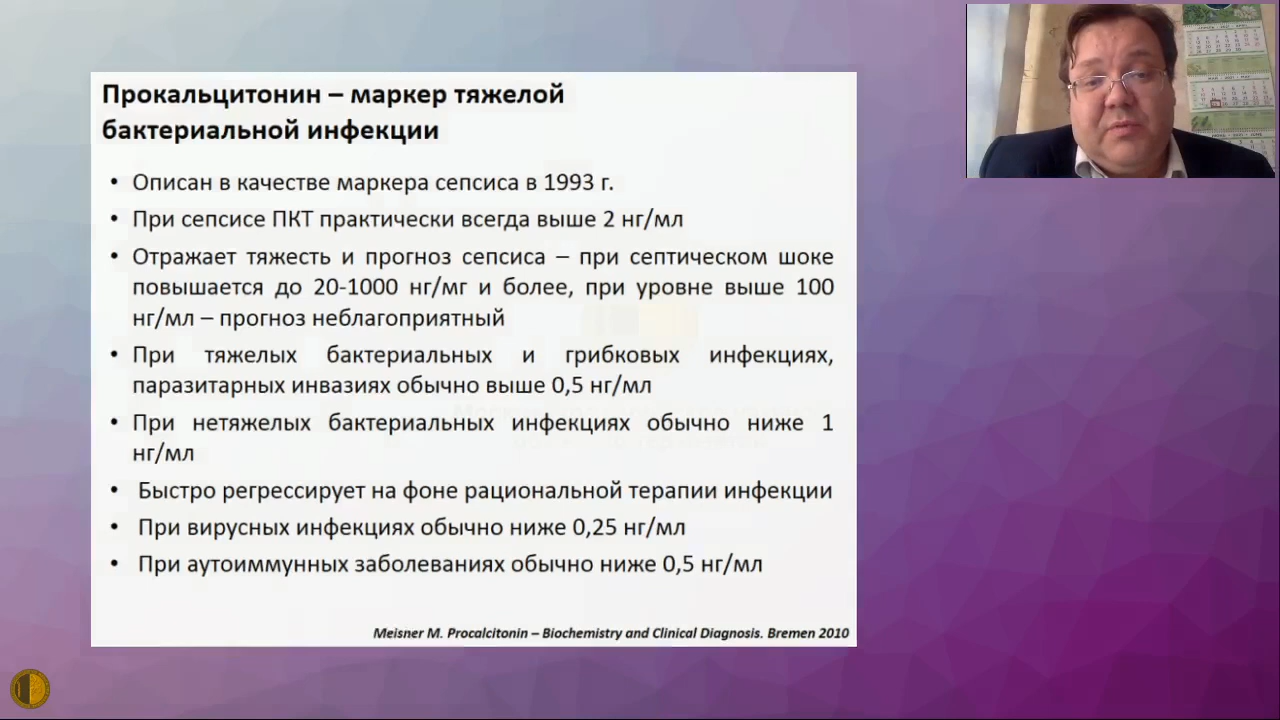 Прокальцитонин – маркер тяжелой
бактериальной инфекции
• Описан в качестве маркера сепсиса в 1993 г.
• При сепсисе ПКТ практически всегда выше 2 нг/мл
• Отражает тяжесть и прогноз сепсиса – при септическом шоке
повышается до 20-1000 нг/мг и более, при уровне выше 100
нг/мл – прогноз неблагоприятный
• При тяжелых бактериальных и грибковых инфекциях,
паразитарных инвазиях обычно выше 0,5 нг/мл
• При нетяжелых бактериальных инфекциях обычно ниже 1
нг/мл
• Быстро регрессирует на фоне рациональной терапии инфекции
• При вирусных инфекциях обычно ниже 0,25 нг/мл
• При аутоиммунных заболеваниях обычно ниже 0,5 нг/мл
Meisner M. Procalcitonin – Biochemistry and Clinical Diagnosis. Bremen 2010